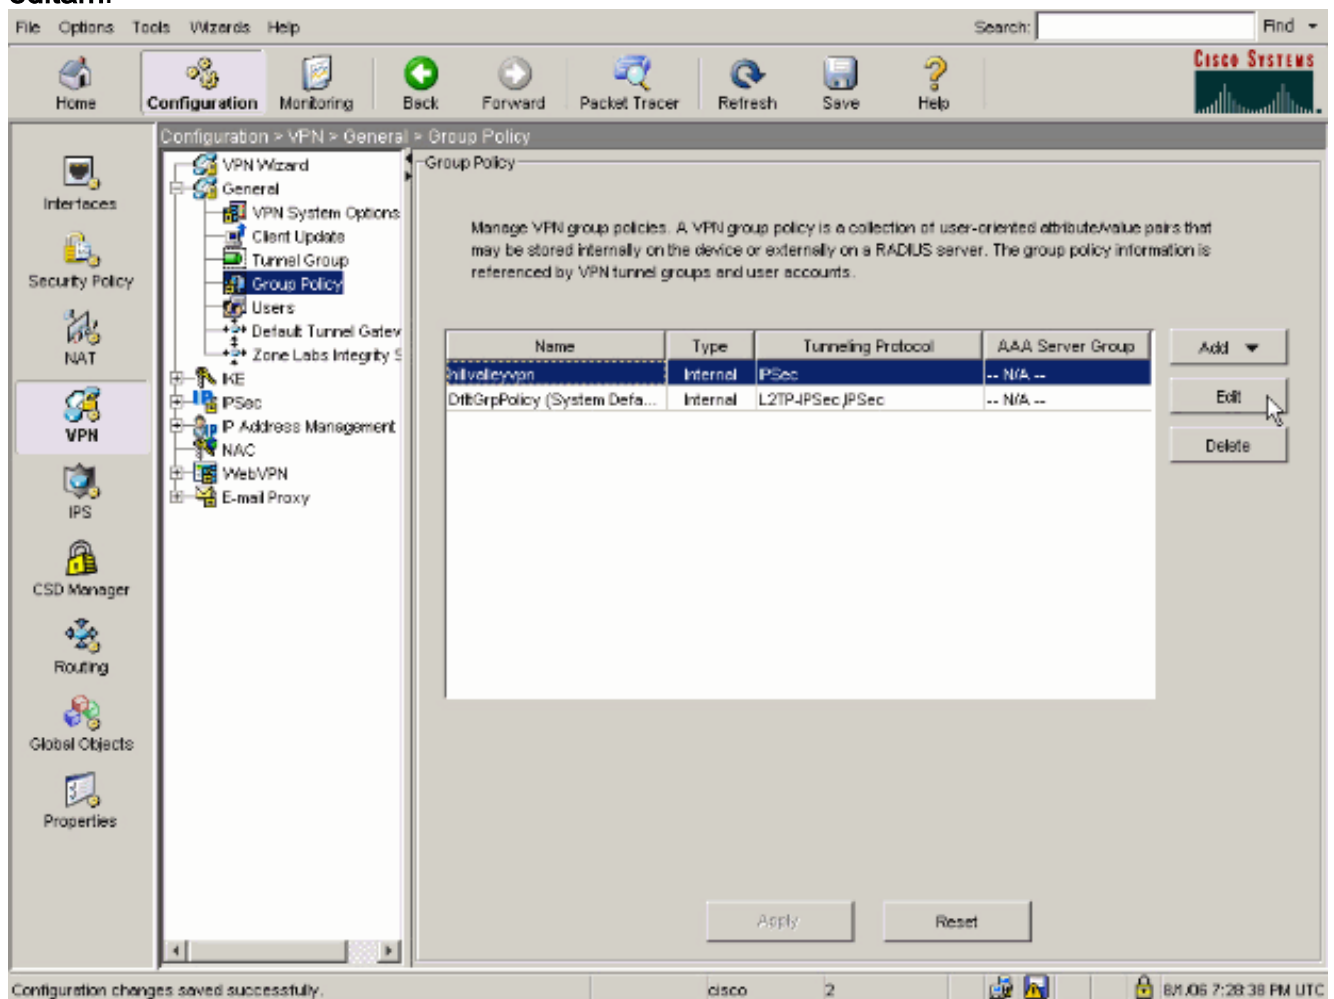 File Options Tools Wizards Help Search: Find
Home Configuration Monitoring Back Forward Packet Tracer Refresh Save Help
CISCO SYSTEMS
Configuration > VPN > General > Group Policy
Interfaces
Security Policy
NAT
VPN
IPS
CSD Manager
Routing
Global Objects
Properties
VPN Wizard
General
VPN System Options
Client Update
Tunnel Group
Group Policy
Users
Default Tunnel Gatew
Zone Labs Integrity S
IKE
IPSec
IP Address Management
NAC
WebVPN
E-mail Proxy
Group Policy
Manage VPN group policies. A VPN group policy is a collection of user-oriented attribute/value pairs that
may be stored internally on the device or externally on a RADIUS server. The group policy information is
referenced by VPN tunnel groups and user accounts.
Name Type Tunneling Protocol AAA Server Group
hillvalleyvpn Internal IPSec -- N/A --
DfltGrpPolicy (System Defa... Internal L2TP-IPSec,IPSec -- N/A --
Add
Edit
Delete
Apply Reset
Configuration changes saved successfully. cisco 2 8/1/06 7:28:38 PM UTC